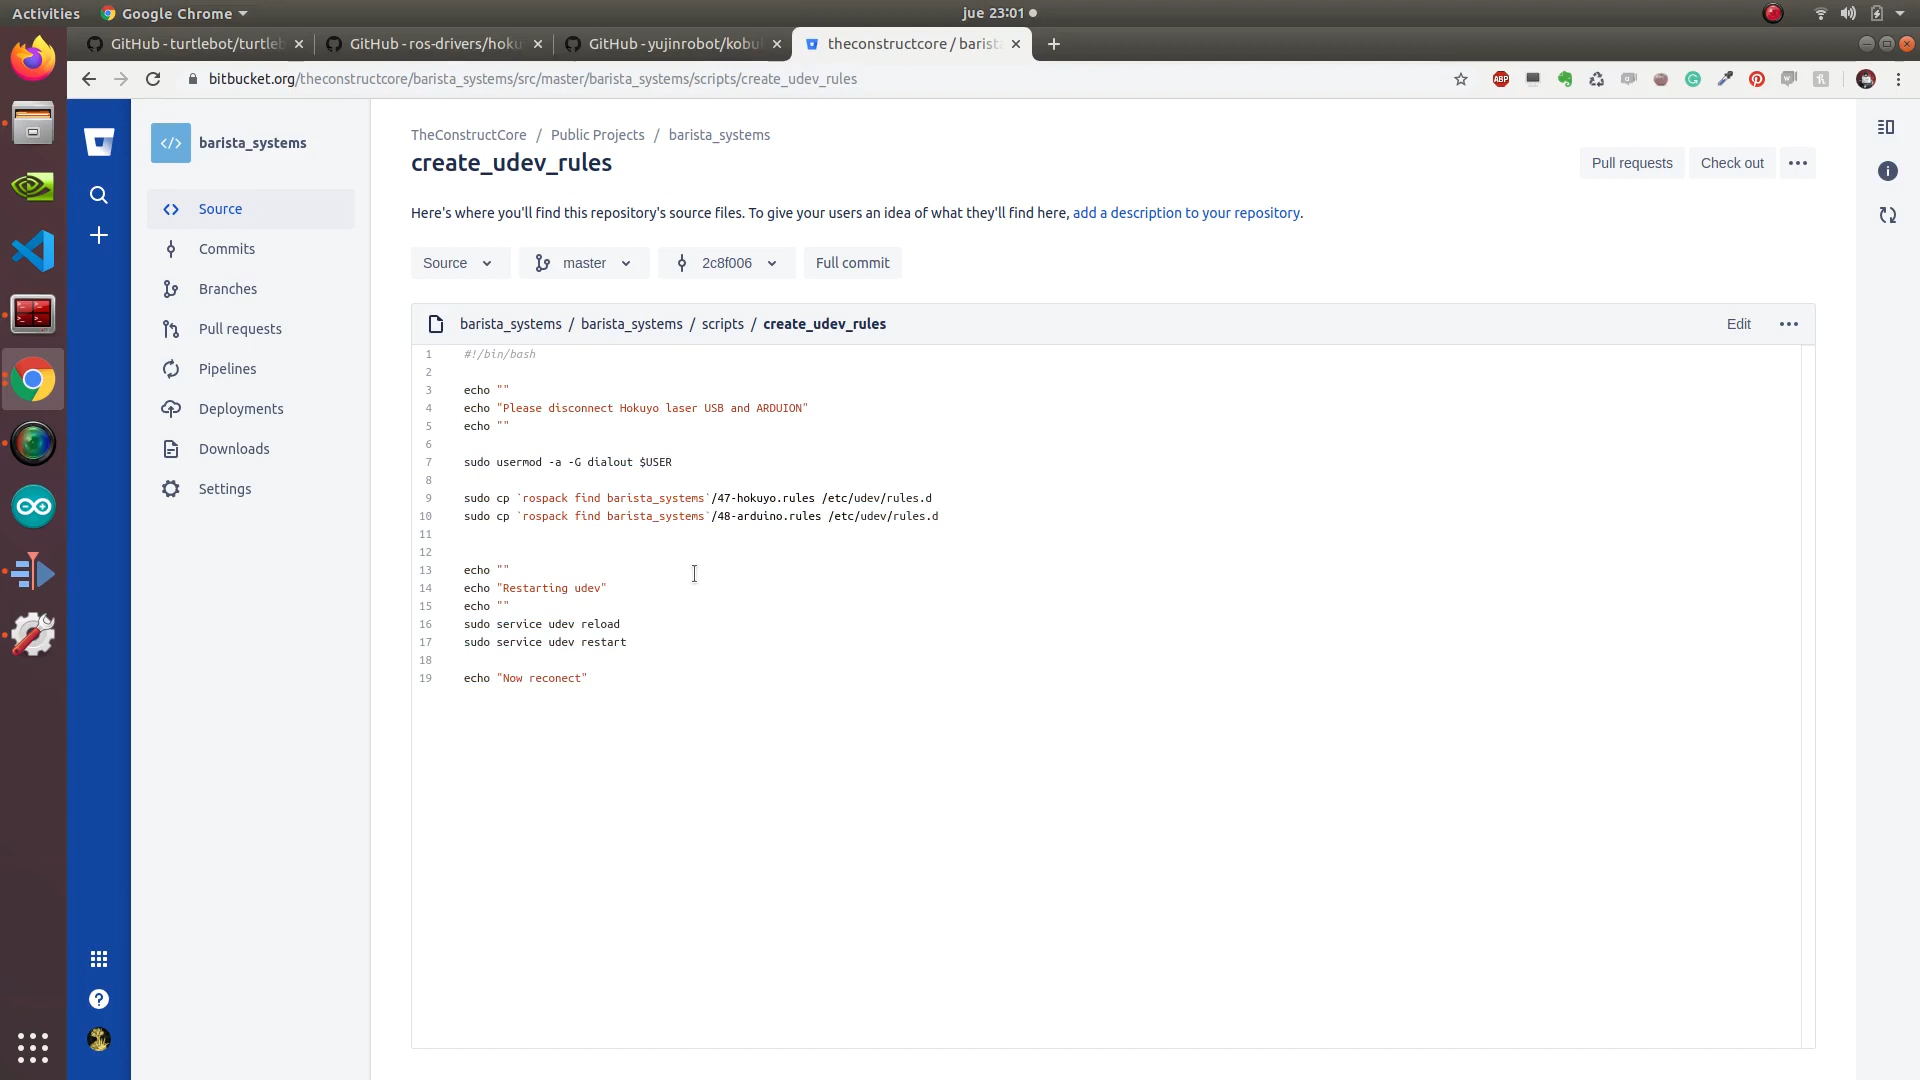 Activities
Google Chrome
jue 23:01
GitHub - turtlebot/turtleb
GitHub - ros-drivers/hoku
GitHub - yujinrobot/kobu
theconstructcore / barista
bitbucket.org/theconstructcore/barista_systems/src/master/barista_systems/scripts/create_udev_rules
ABP
barista_systems
Source
Commits
Branches
Pull requests
Pipelines
Deployments
Downloads
Settings
TheConstructCore / Public Projects / barista_systems
create_udev_rules
Pull requests
Check out
Here's where you'll find this repository's source files. To give your users an idea of what they'll find here, add a description to your repository.
Source
master
2c8f006
Full commit
barista_systems / barista_systems / scripts / create_udev_rules
Edit
1 #!/bin/bash
2
3 echo ""
4 echo "Please disconnect Hokuyo laser USB and ARDUION"
5 echo ""
6
7 sudo usermod -a -G dialout $USER
8
9 sudo cp `rospack find barista_systems`/47-hokuyo.rules /etc/udev/rules.d
10 sudo cp `rospack find barista_systems`/48-arduino.rules /etc/udev/rules.d
11
12
13 echo ""
14 echo "Restarting udev"
15 echo ""
16 sudo service udev reload
17 sudo service udev restart
18
19 echo "Now reconect"